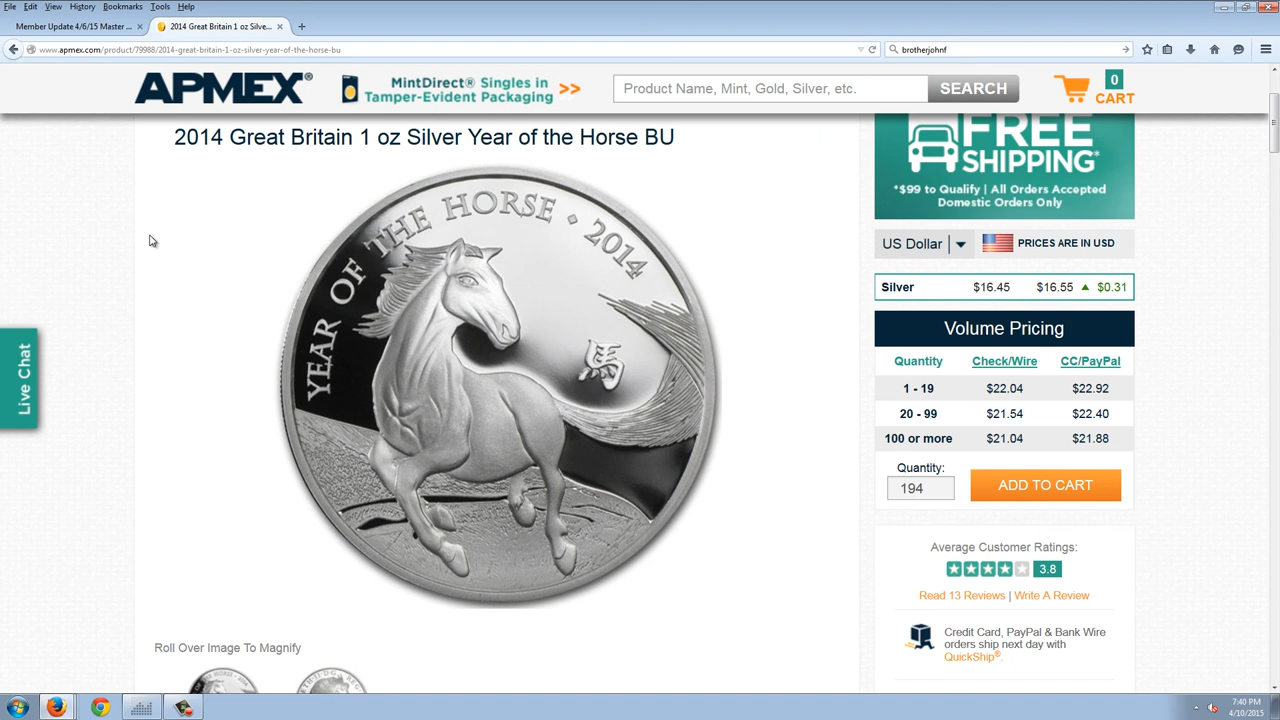 File Edit View History Bookmarks Tools Help
Member Update 4/6/15 Master ... × 2014 Great Britain 1 oz Silve... × +
www.apmex.com/product/79988/2014-great-britain-1-oz-silver-year-of-the-horse-bu
brotherjohnf
APMEX®
MintDirect® Singles in
Tamper-Evident Packaging >>
Product Name, Mint, Gold, Silver, etc.
SEARCH
0
CART
2014 Great Britain 1 oz Silver Year of the Horse BU
YEAR OF THE HORSE • 2014
馬
Roll Over Image To Magnify
Live Chat
FREE
SHIPPING*
*$99 to Qualify | All Orders Accepted
Domestic Orders Only
US Dollar PRICES ARE IN USD
Silver $16.45 $16.55 ▲ $0.31
Volume Pricing
Quantity Check/Wire CC/PayPal
1 - 19 $22.04 $22.92
20 - 99 $21.54 $22.40
100 or more $21.04 $21.88
Quantity:
194
ADD TO CART
Average Customer Ratings:
3.8
Read 13 Reviews | Write A Review
Credit Card, PayPal & Bank Wire
orders ship next day with
QuickShip®.
7:40 PM
4/10/2015